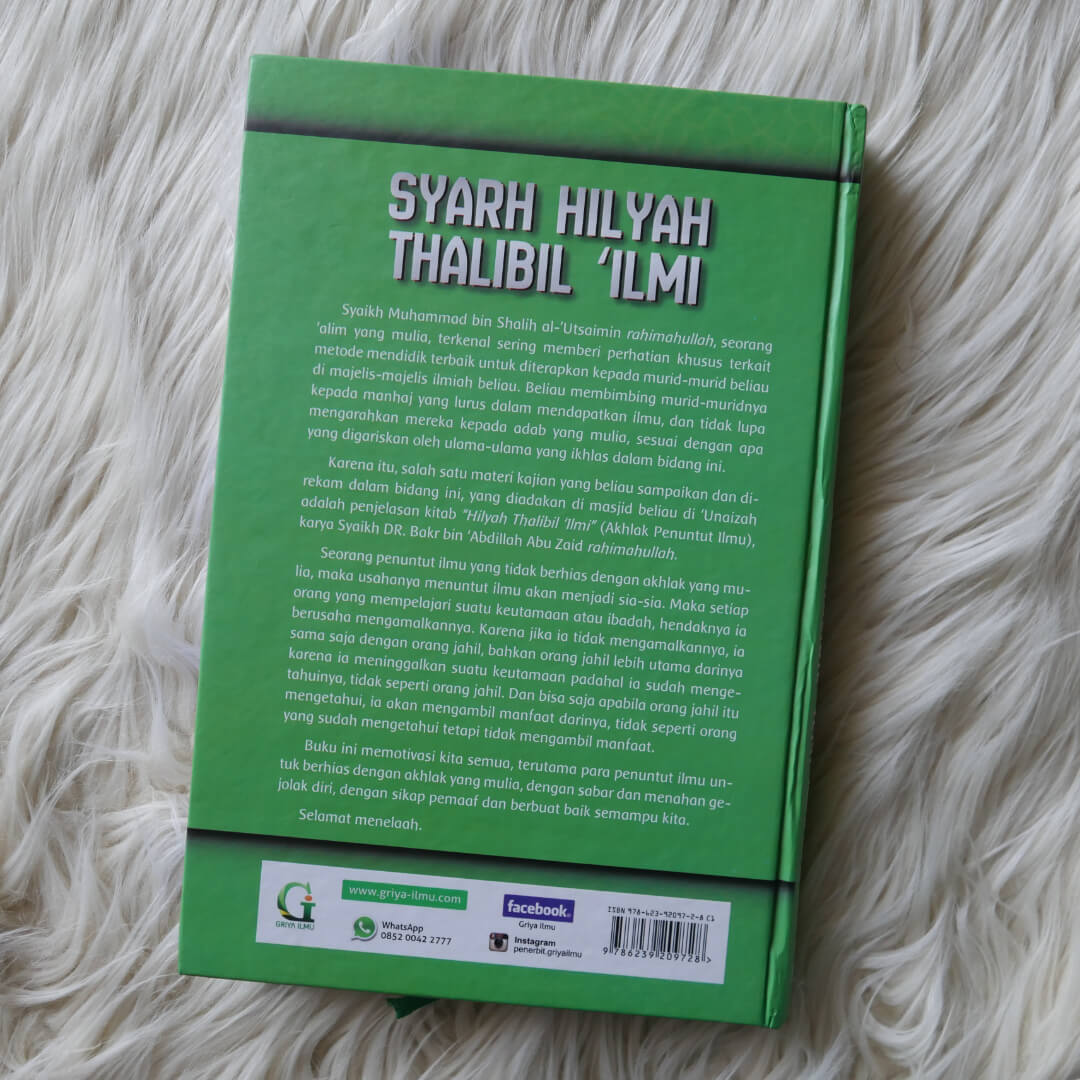 SYARH HILYAH
THALIBIL 'ILMI
Syaikh Muhammad bin Shalih al-'Utsaimin rahimahullah, seorang
'alim yang mulia, terkenal sering memberi perhatian khusus terkait
metode mendidik terbaik untuk diterapkan kepada murid-murid beliau
di majelis-majelis ilmiah beliau. Beliau membimbing murid-muridnya
kepada manhaj yang lurus dalam mendapatkan ilmu, dan tidak lupa
mengarahkan mereka kepada adab yang mulia, sesuai dengan apa
yang digariskan oleh ulama-ulama yang ikhlas dalam bidang ini.
Karena itu, salah satu materi kajian yang beliau sampaikan dan di-
rekam dalam bidang ini, yang diadakan di masjid beliau di 'Unaizah
adalah penjelasan kitab "Hilyah Thalibil 'Ilmi" (Akhlak Penuntut Ilmu),
karya Syaikh DR. Bakr bin 'Abdillah Abu Zaid rahimahullah.
Seorang penuntut ilmu yang tidak berhias dengan akhlak yang mu-
lia, maka usahanya menuntut ilmu akan menjadi sia-sia. Maka setiap
orang yang mempelajari suatu keutamaan atau ibadah, hendaknya ia
berusaha mengamalkannya. Karena jika ia tidak mengamalkannya, ia
sama saja dengan orang jahil, bahkan orang jahil lebih utama darinya
karena ia meninggalkan suatu keutamaan padahal ia sudah menge-
tahuinya, tidak seperti orang jahil. Dan bisa saja apabila orang jahil itu
mengetahui, ia akan mengambil manfaat darinya, tidak seperti orang
yang sudah mengetahui tetapi tidak mengambil manfaat.
Buku ini memotivasi kita semua, terutama para penuntut ilmu un-
tuk berhias dengan akhlak yang mulia, dengan sabar dan menahan ge-
jolak diri, dengan sikap pemaaf dan berbuat baik semampu kita.
Selamat menelaah.
GRIYA ILMU
www.griya-ilmu.com
WhatsApp
0852 0042 2777
facebook
Griya Ilmu
Instagram
penerbit.griyailmu
ISBN 978-623-92097-2-8 C1
9 786239 209728 >